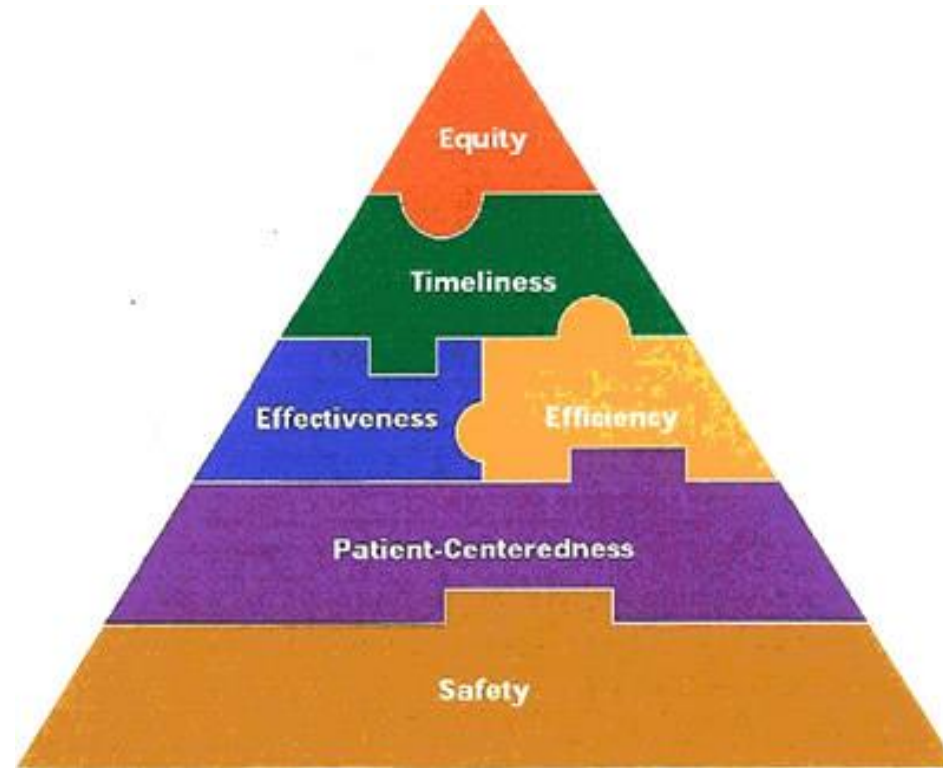 Equity
Timeliness
Effectiveness
Efficiency
Patient-Centeredness
Safety